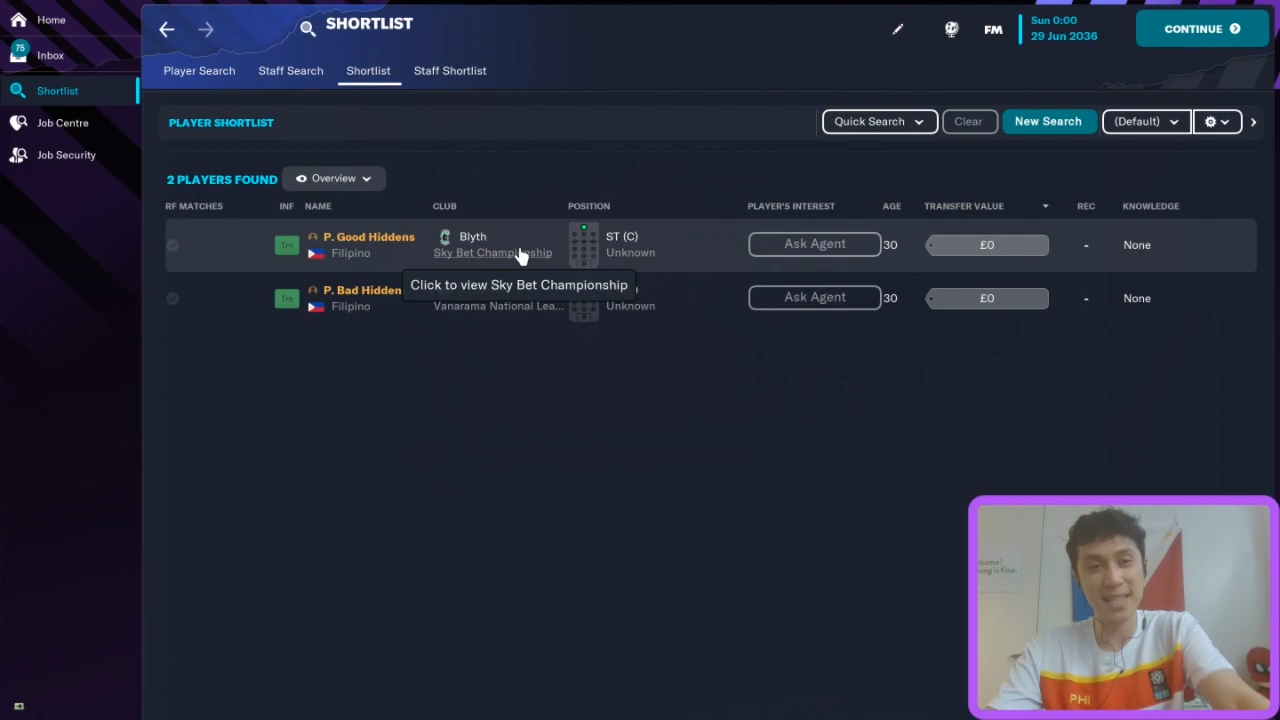 Home
SHORTLIST
FM
Sun 0:00
29 Jun 2036
CONTINUE
75
Inbox
Player Search
Staff Search
Shortlist
Staff Shortlist
Shortlist
Job Centre
Job Security
PLAYER SHORTLIST
Quick Search
Clear
New Search
(Default)
2 PLAYERS FOUND
Overview
RF MATCHES
INF
NAME
CLUB
POSITION
PLAYER'S INTEREST
AGE
TRANSFER VALUE
REC
KNOWLEDGE
Trn
P. Good Hiddens
Filipino
Blyth
Sky Bet Championship
ST (C)
Unknown
Ask Agent
30
£0
-
None
Click to view Sky Bet Championship
Trn
P. Bad Hidden
Filipino
Vanarama National Lea...
Unknown
Ask Agent
30
£0
-
None
PHI